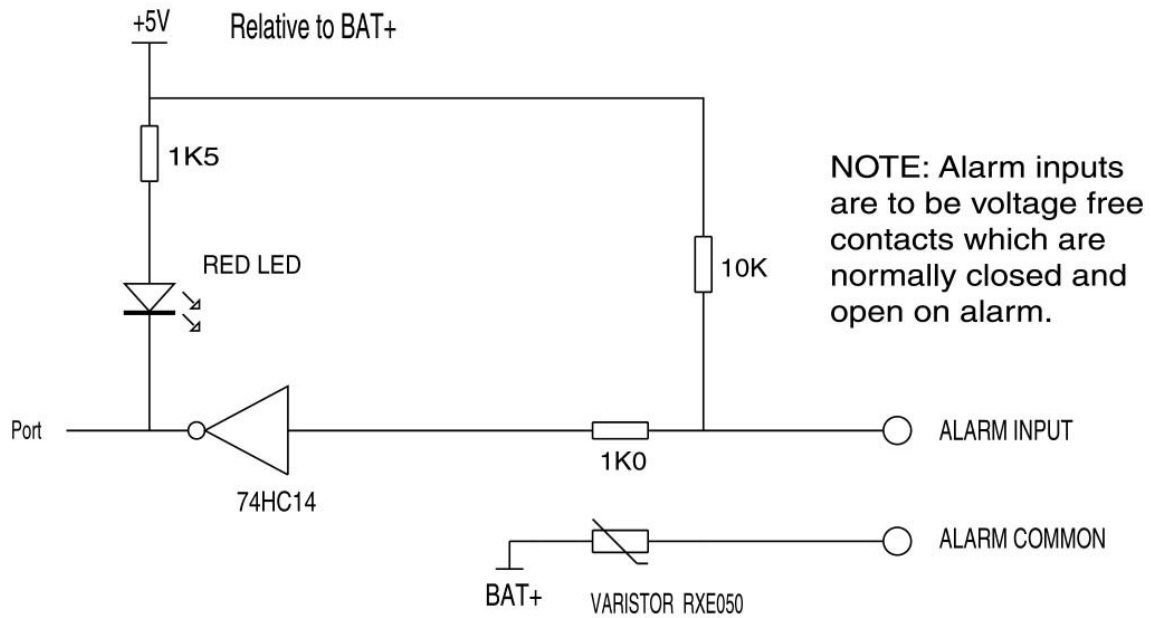 +5V
Relative to BAT+
1K5
RED LED
10K
NOTE: Alarm inputs
are to be voltage free
contacts which are
normally closed and
open on alarm.
Port
74HC14
1K0
ALARM INPUT
ALARM COMMON
BAT+
VARISTOR RXE050